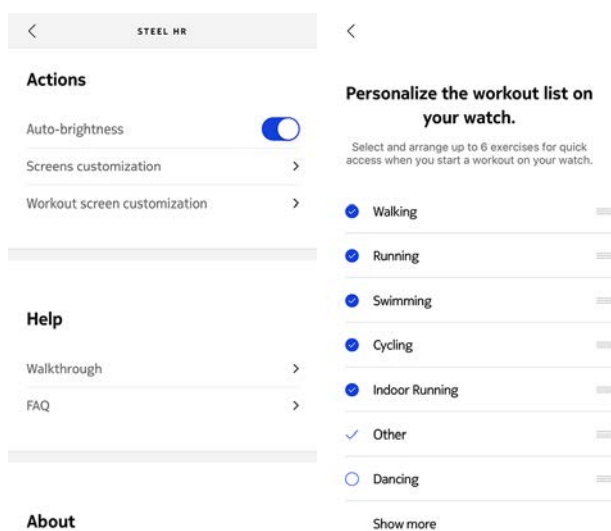 STEEL HR
Actions
Auto-brightness
Screens customization
Workout screen customization
Help
Walkthrough
FAQ
About
Personalize the workout list on
your watch.
Select and arrange up to 6 exercises for quick
access when you start a workout on your watch.
Walking
Running
Swimming
Cycling
Indoor Running
Other
Dancing
Show more